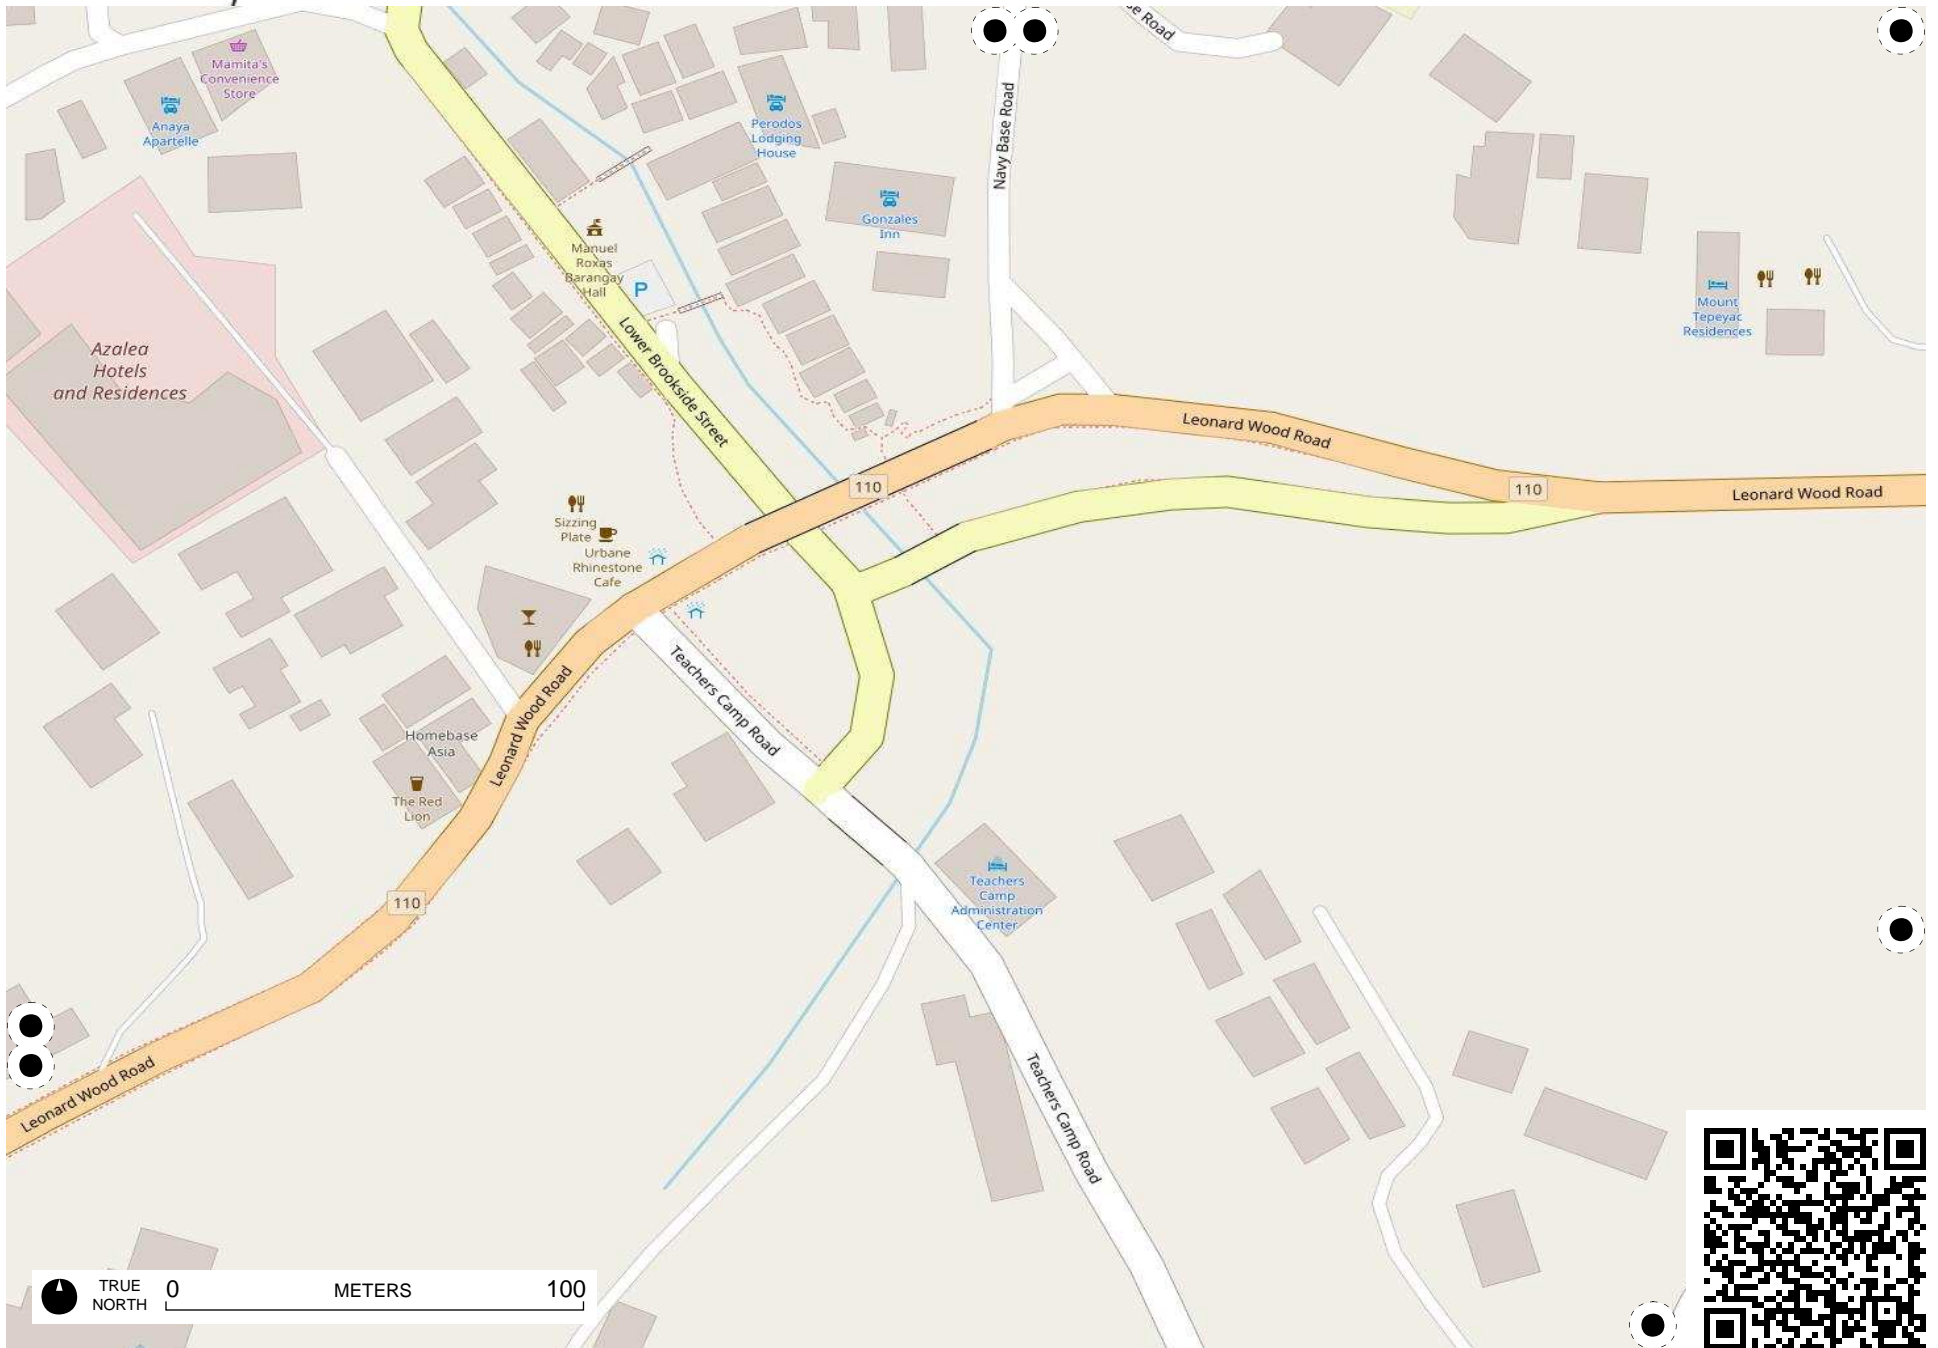 se Road
Mamita's
Convenience
Store
Anaya
Apartelle
Perodos
Lodging
House
Navy Base Road
Gonzales
Inn
Manuel
Roxas
Barangay
Hall
P
Mount
Tepeyac
Residences
Azalea
Hotels
and Residences
Lower Brookside Street
Leonard Wood Road
110
110
Leonard Wood Road
Sizzing
Plate
Urbane
Rhinestone
Cafe
Teachers Camp Road
Leonard Wood Road
Homebase
Asia
The Red
Lion
110
Teachers
Camp
Administration
Center
Leonard Wood Road
Teachers Camp Road
TRUE
NORTH
0 METERS 100